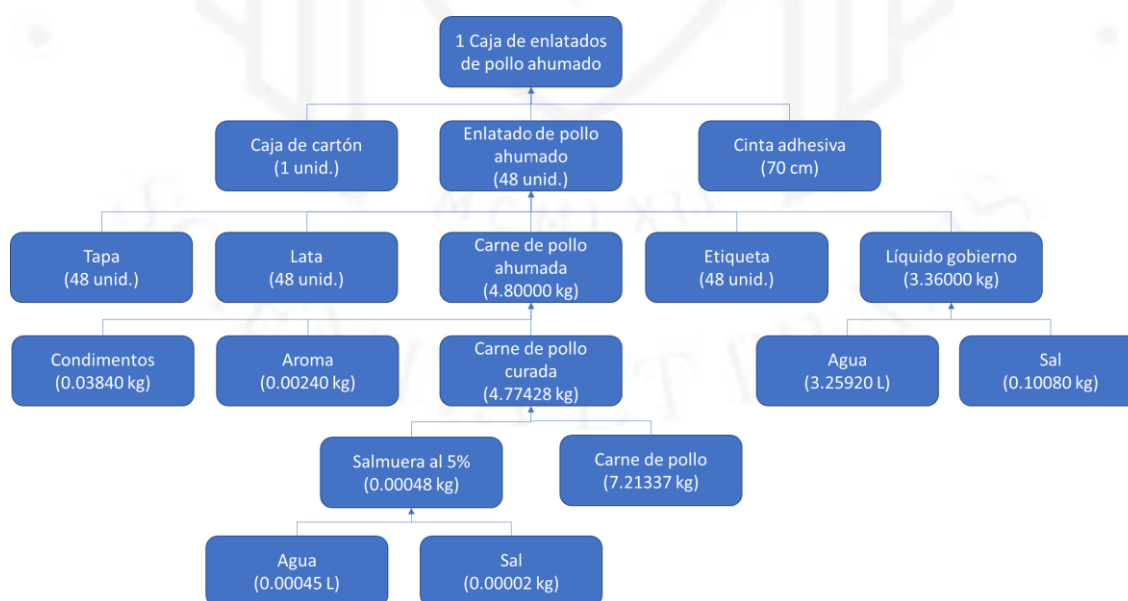 1 Caja de enlatados
de pollo ahumado
Caja de cartón
(1 unid.)
Enlatado de pollo
ahumado
(48 unid.)
Cinta adhesiva
(70 cm)
MCMLXII
Tapa
(48 unid.)
Lata
(48 unid.)
Carne de pollo
ahumada
(4.80000 kg)
Etiqueta
(48 unid.)
Líquido gobierno
(3.36000 kg)
Condimentos
(0.03840 kg)
Aroma
(0.00240 kg)
Carne de pollo
curada
(4.77428 kg)
Agua
(3.25920 L)
Sal
(0.10080 kg)
Salmuera al 5%
(0.00048 kg)
Carne de pollo
(7.21337 kg)
Agua
(0.00045 L)
Sal
(0.00002 kg)